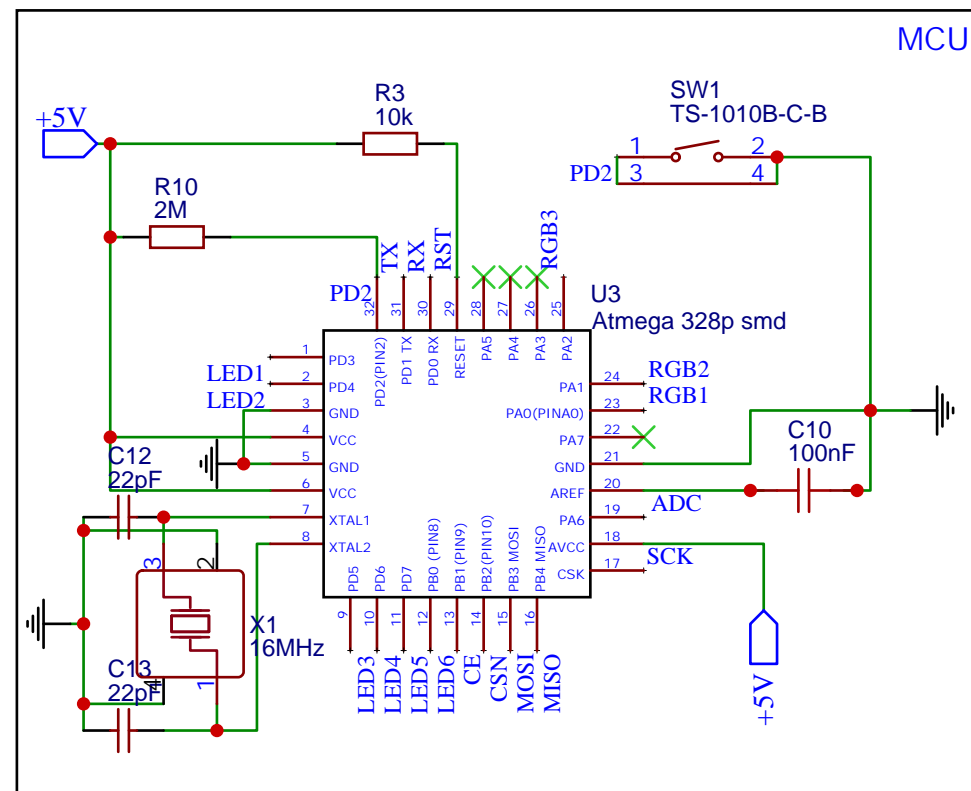 MCU
+5V
R3
10k
SW1
TS-1010B-C-B
1
2
PD2
3
4
R10
2M
TX
RX
RST
RGB3
PD2
32
31
30
29
28
27
26
25
U3
Atmega 328p smd
PD2(PIN2)
PD1 TX
PD0 RX
RESET
PA5
PA4
PA3
PA2
1
PD3
LED1
2
PD4
LED2
3
GND
4
VCC
5
GND
6
VCC
7
XTAL1
8
XTAL2
PA1
24
RGB2
PA0(PINA0)
23
RGB1
PA7
22
GND
21
AREF
20
ADC
PA6
19
AVCC
18
CSK
17
SCK
C10
100nF
C12
22pF
PD5
PD6
PD7
PB0 (PIN8)
PB1(PIN9)
PB2(PIN10)
PB3 MOSI
PB4 MISO
9
10
11
12
13
14
15
16
LED3
LED4
LED5
LED6
CE
CSN
MOSI
MISO
3
2
X1
16MHz
C13
22pF
4
1
+5V